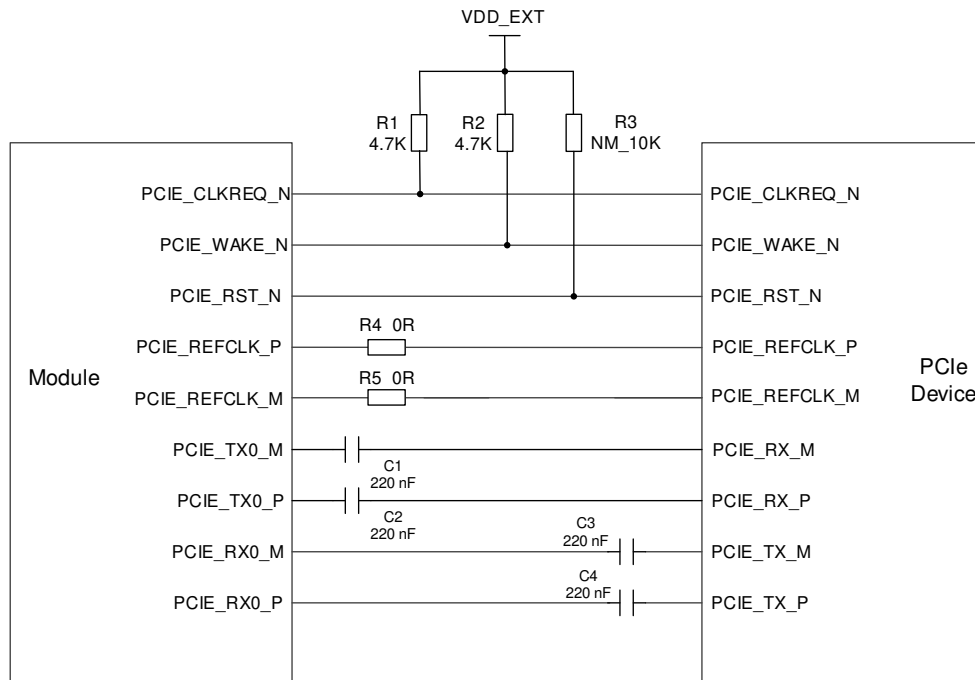 VDD_EXT
R1
4.7K
R2
4.7K
R3
NM_10K
PCIE_CLKREQ_N
PCIE_CLKREQ_N
PCIE_WAKE_N
PCIE_WAKE_N
PCIE_RST_N
PCIE_RST_N
R4 0R
PCIE_REFCLK_P
PCIE_REFCLK_P
Module
R5 0R
PCIe
Device
PCIE_REFCLK_M
PCIE_REFCLK_M
PCIE_TX0_M
PCIE_RX_M
C1
220 nF
PCIE_TX0_P
PCIE_RX_P
C2
220 nF
C3
220 nF
PCIE_RX0_M
PCIE_TX_M
C4
220 nF
PCIE_RX0_P
PCIE_TX_P